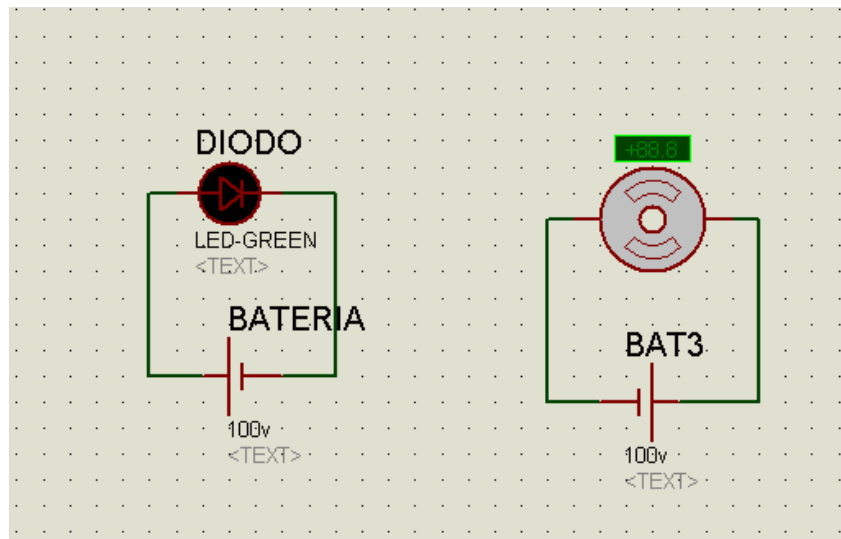 DIODO
LED-GREEN
<TEXT>
BATERIA
100v
<TEXT>
+88.8
BAT3
100v
<TEXT>